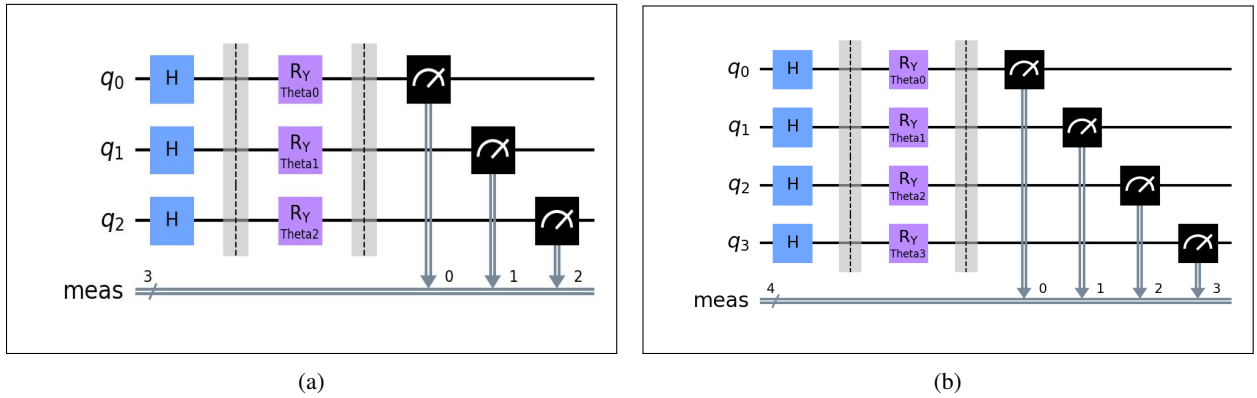 q0 H RY Theta0
q1 H RY Theta1
q2 H RY Theta2
meas 3 0 1 2
(a)
q0 H RY Theta0
q1 H RY Theta1
q2 H RY Theta2
q3 H RY Theta3
meas 4 0 1 2 3
(b)